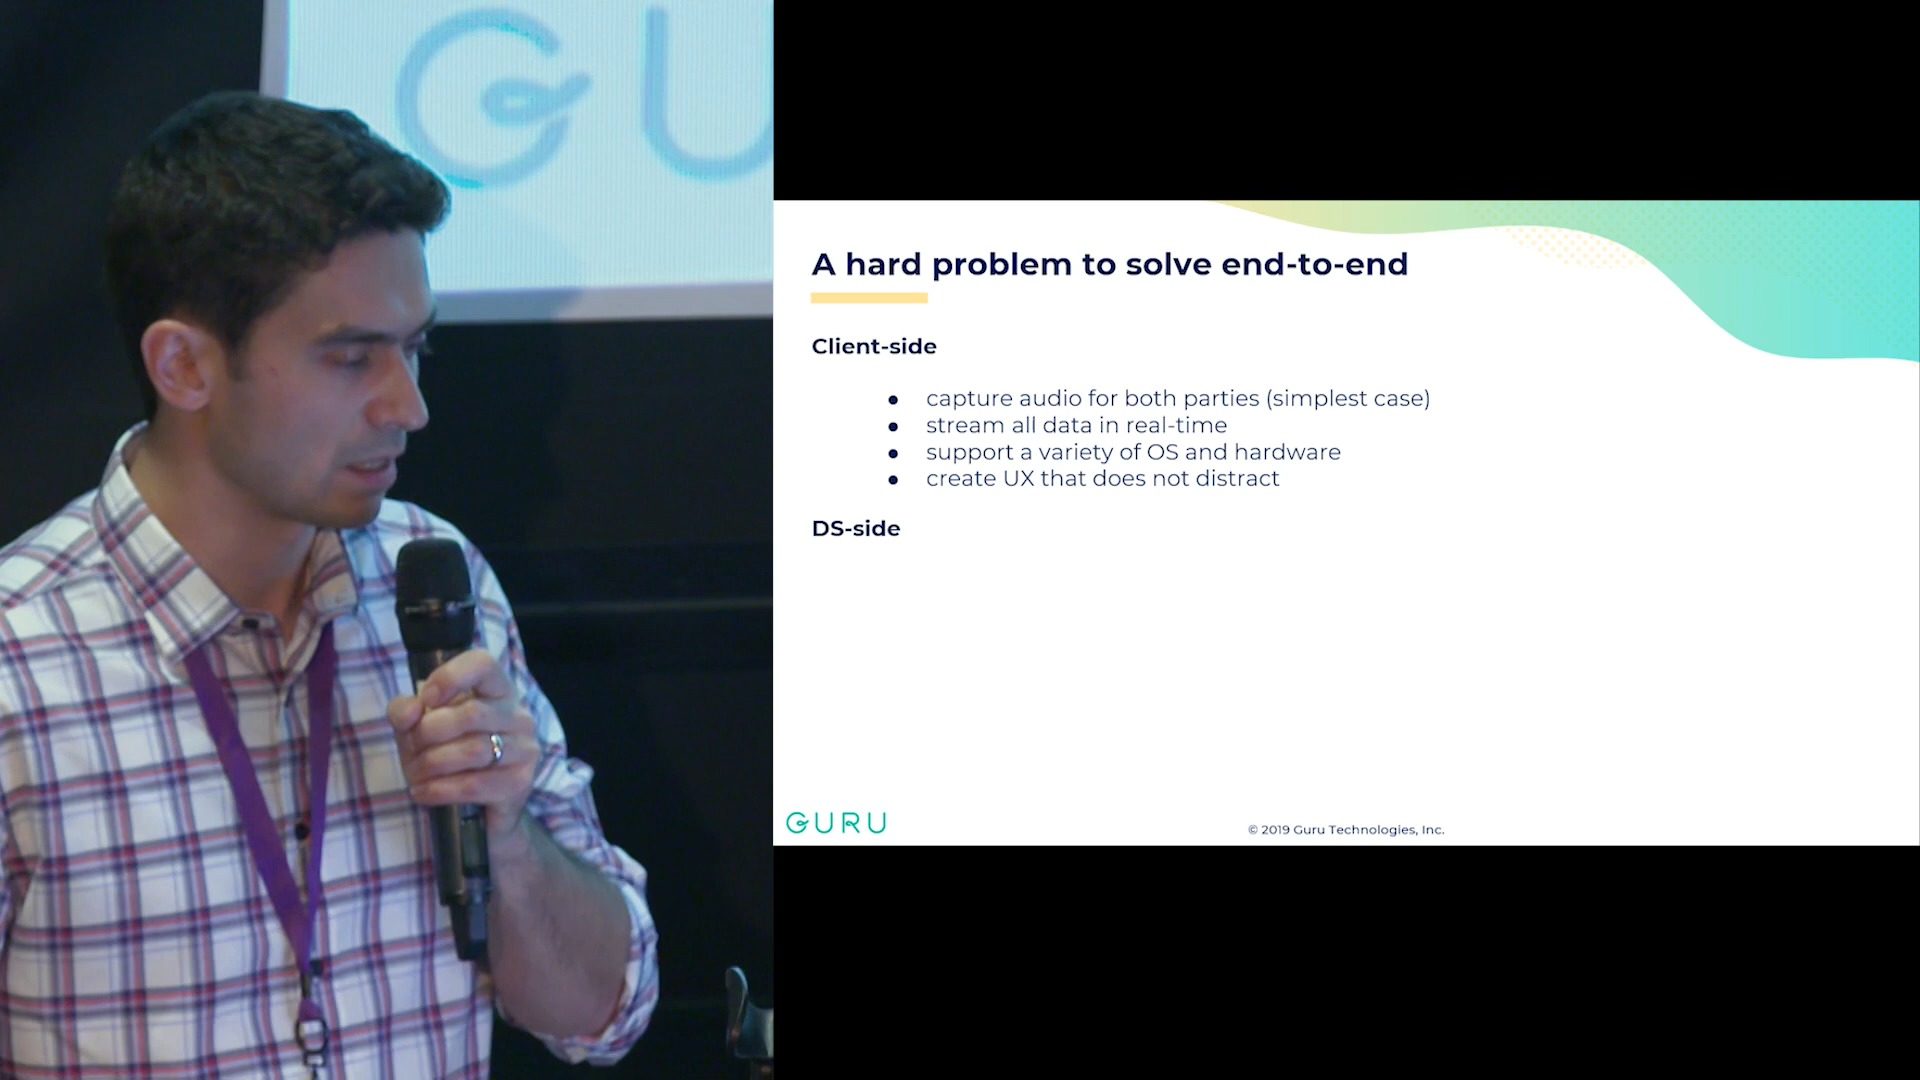 GU
A hard problem to solve end-to-end
Client-side
● capture audio for both parties (simplest case)
● stream all data in real-time
● support a variety of OS and hardware
● create UX that does not distract
DS-side
GURU
© 2019 Guru Technologies, Inc.